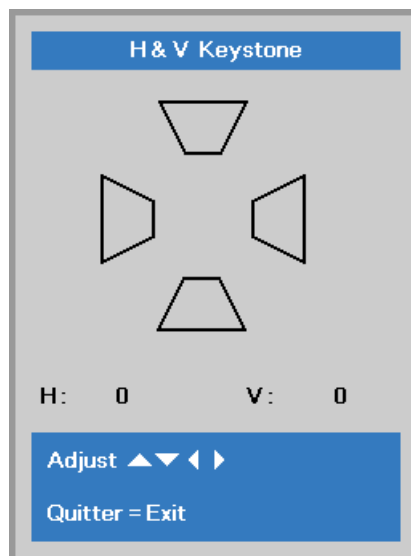 H & V Keystone
H: 0 V: 0
Adjust
Quitter = Exit